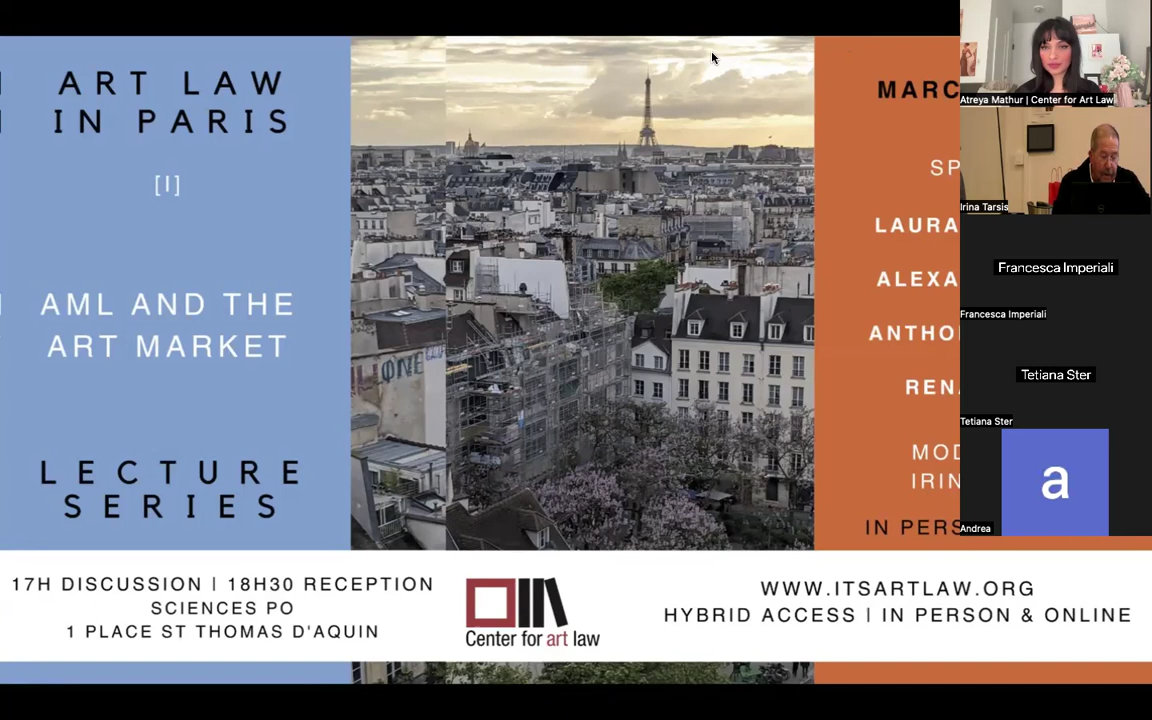 ART LAW
IN PARIS
[I]
AML AND THE
ART MARKET
LECTURE
SERIES
ONE
MARC
SP
LAURA
ALEXA
ANTHO
REN
MOD
IRIN
IN PERS
17H DISCUSSION | 18H30 RECEPTION
SCIENCES PO
1 PLACE ST THOMAS D'AQUIN
Center for art law
WWW.ITSARTLAW.ORG
HYBRID ACCESS | IN PERSON & ONLINE
Atreya Mathur | Center for Art Law
Irina Tarsis
Francesca Imperiali
Francesca Imperiali
Tetiana Ster
Tetiana Ster
a
Andrea